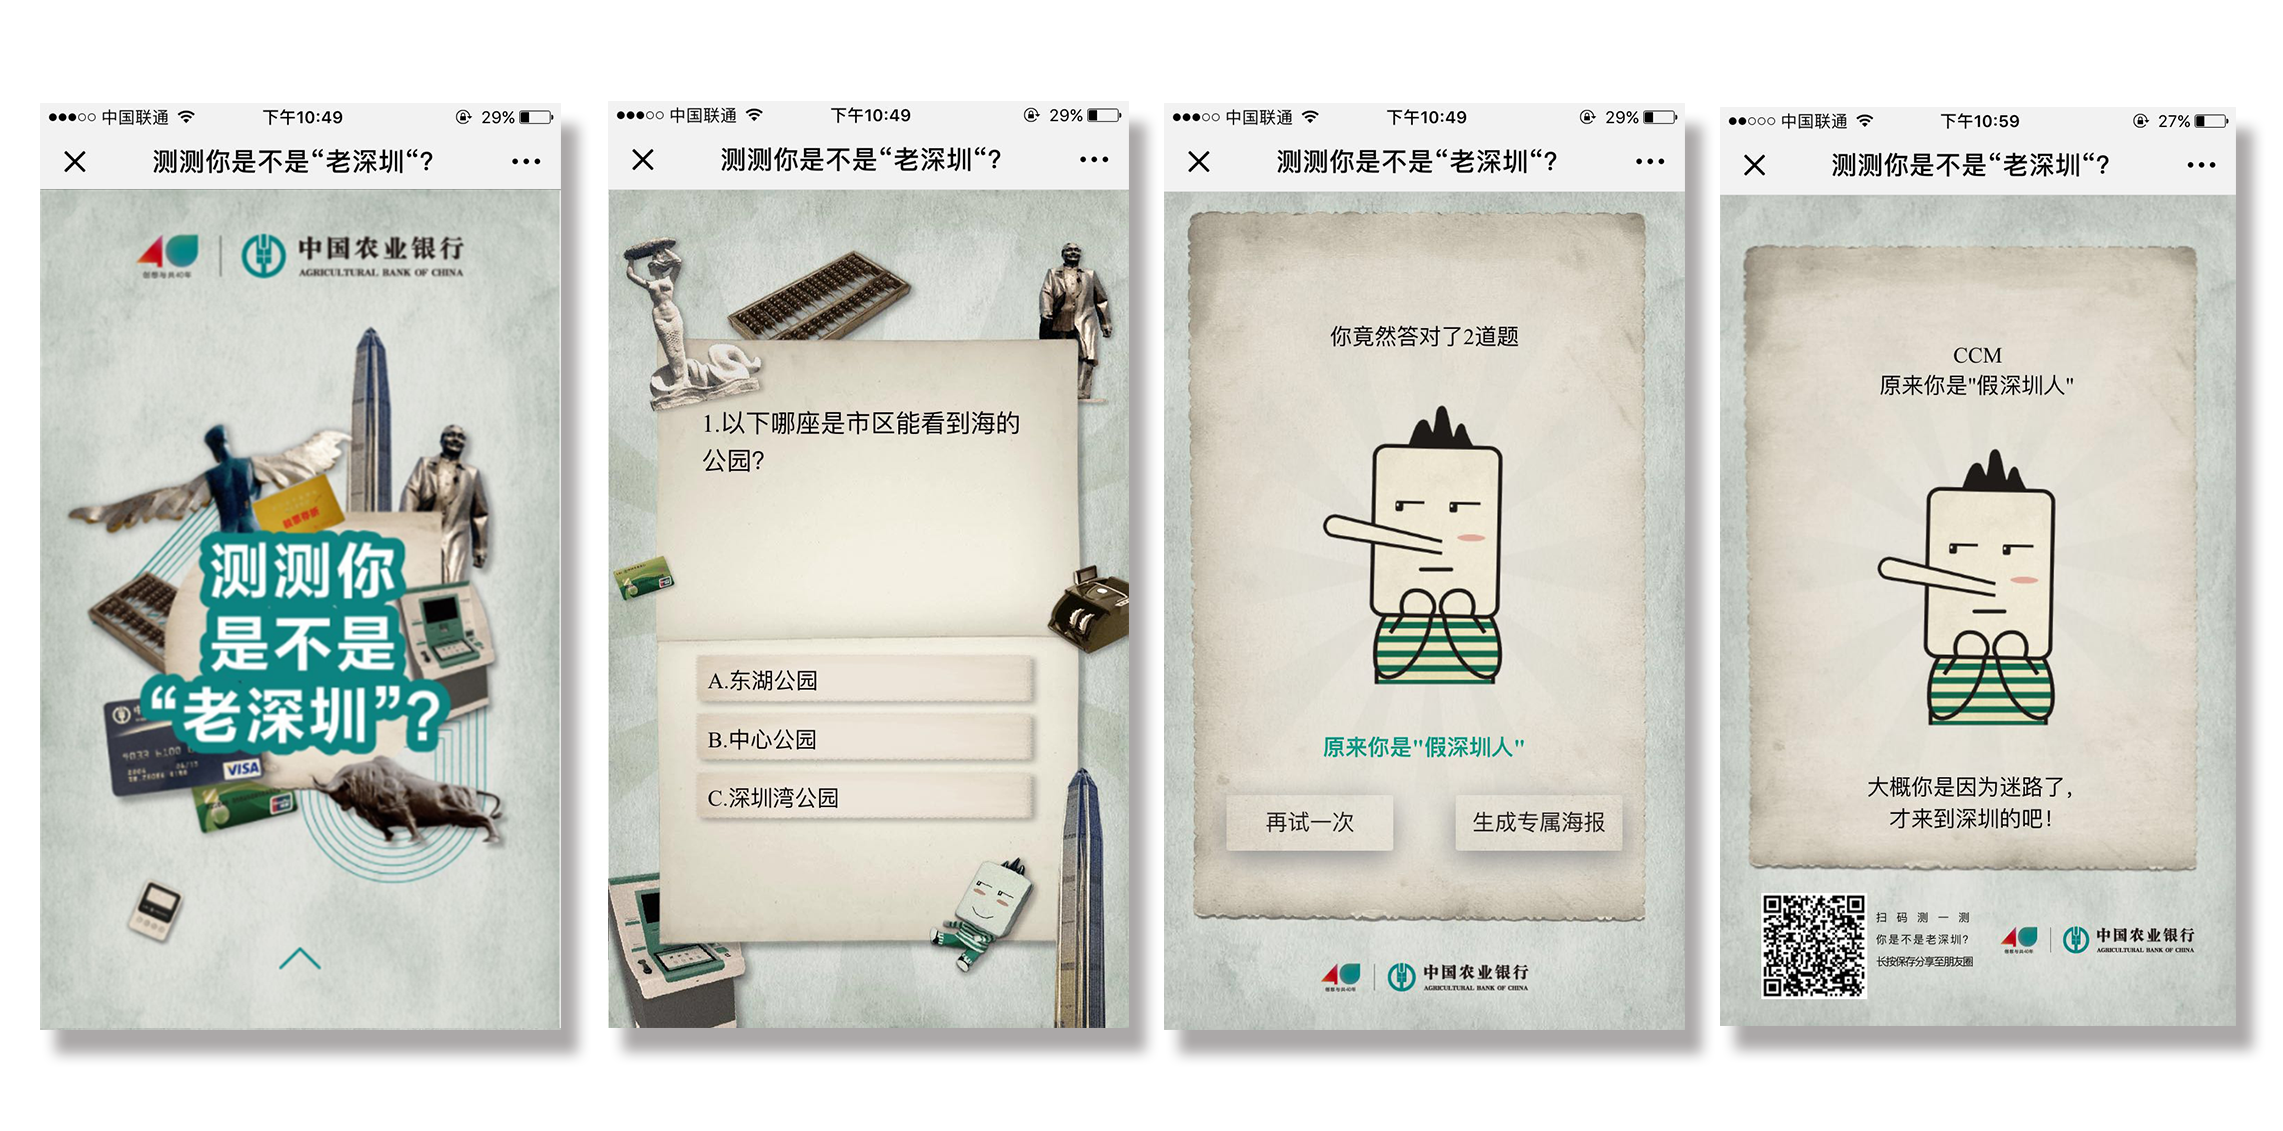 中国联通 下午10:49 29%
测测你是不是“老深圳“?
中国农业银行
AGRICULTURAL BANK OF CHINA
测测你
是不是
“老深圳”?
VISA
中国联通 下午10:49 29%
测测你是不是“老深圳“?
1.以下哪座是市区能看到海的
公园?
A.东湖公园
B.中心公园
C.深圳湾公园
中国联通 下午10:49 29%
测测你是不是“老深圳“?
你竟然答对了2道题
原来你是"假深圳人"
再试一次
生成专属海报
中国农业银行
AGRICULTURAL BANK OF CHINA
中国联通 下午10:59 27%
测测你是不是“老深圳“?
CCM
原来你是"假深圳人"
大概你是因为迷路了,
才来到深圳的吧!
扫码测一测
你是不是老深圳?
长按保存分享至朋友圈
中国农业银行
AGRICULTURAL BANK OF CHINA